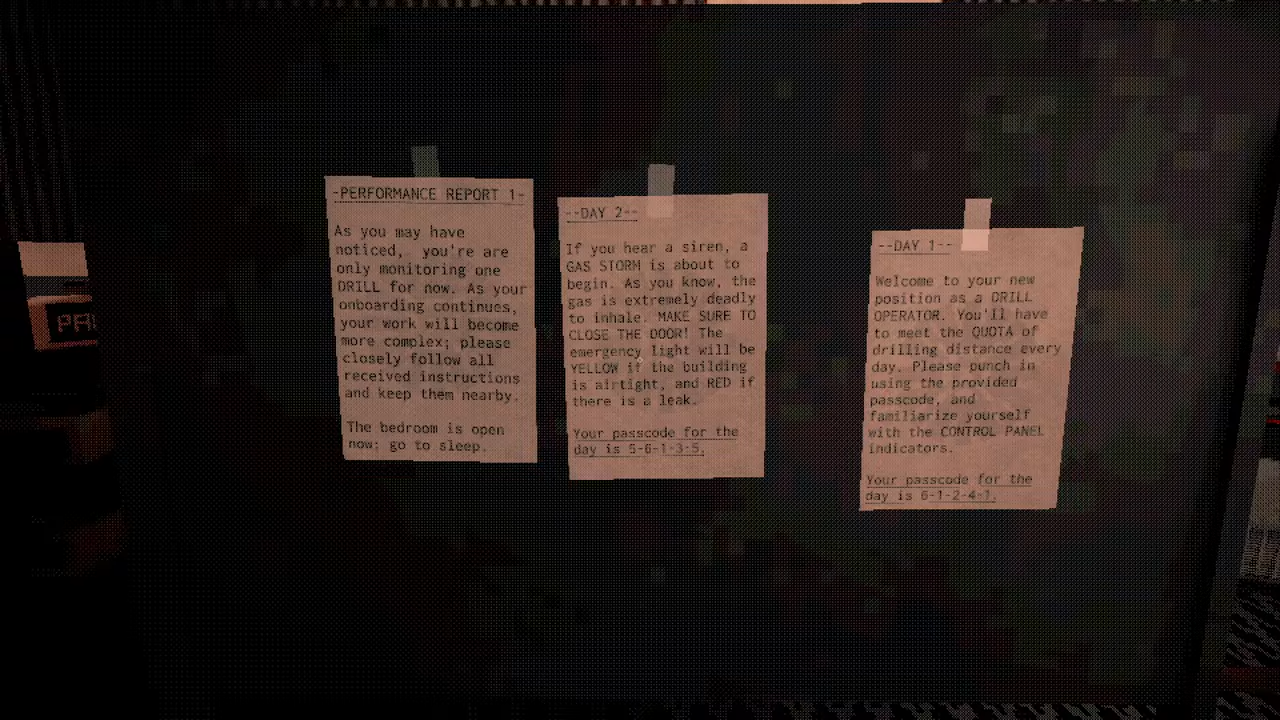 -PERFORMANCE REPORT 1-
As you may have
noticed, you're are
only monitoring one
DRILL for now. As your
onboarding continues,
your work will become
more complex; please
closely follow all
received instructions
and keep them nearby.
The bedroom is open
now; go to sleep.
--DAY 2--
If you hear a siren, a
GAS STORM is about to
begin. As you know, the
gas is extremely deadly
to inhale. MAKE SURE TO
CLOSE THE DOOR! The
emergency light will be
YELLOW if the building
is airtight, and RED if
there is a leak.
Your passcode for the
day is 5-6-1-3-5.
--DAY 1--
Welcome to your new
position as a DRILL
OPERATOR. You'll have
to meet the QUOTA of
drilling distance every
day. Please punch in
using the provided
passcode, and
familiarize yourself
with the CONTROL PANEL
indicators.
Your passcode for the
day is 6-1-2-4-1.